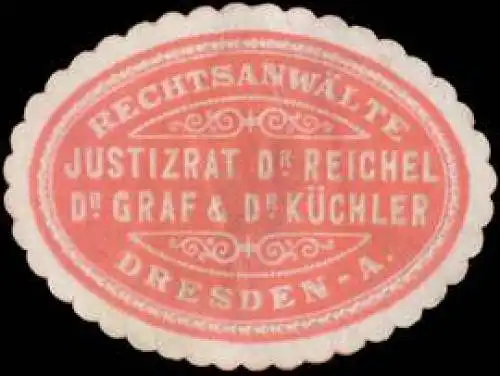 RECHTSANWÄLTE
JUSTIZRAT DR REICHEL
DR GRAF & DR KÜCHLER
DRESDEN-A.